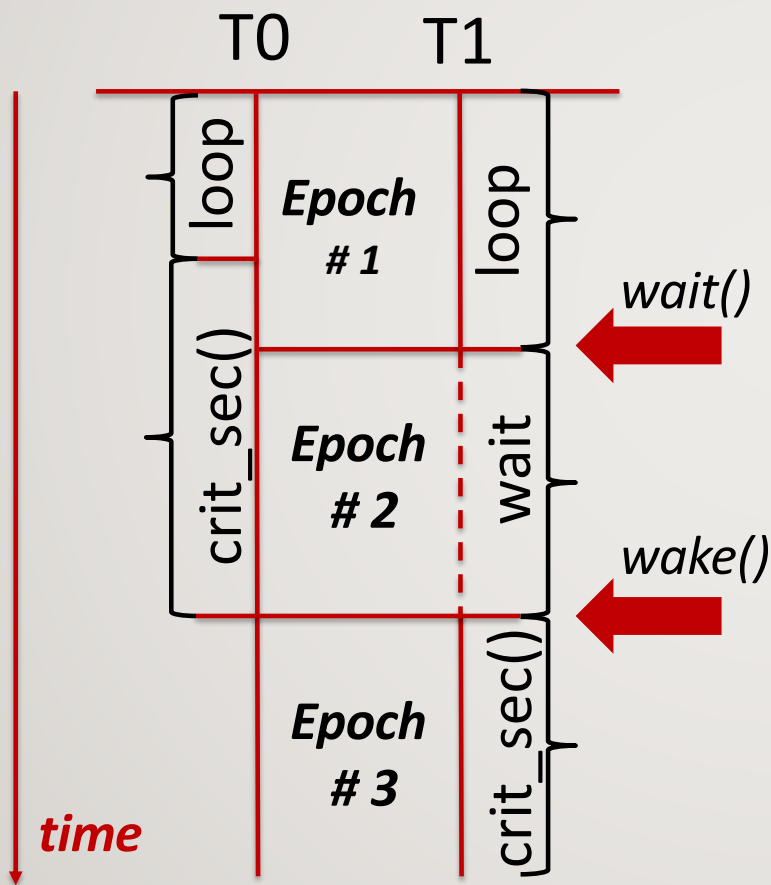 T0
T1
loop
Epoch
# 1
loop
wait()
crit_sec()
Epoch
# 2
wait
wake()
Epoch
# 3
crit_sec()
time